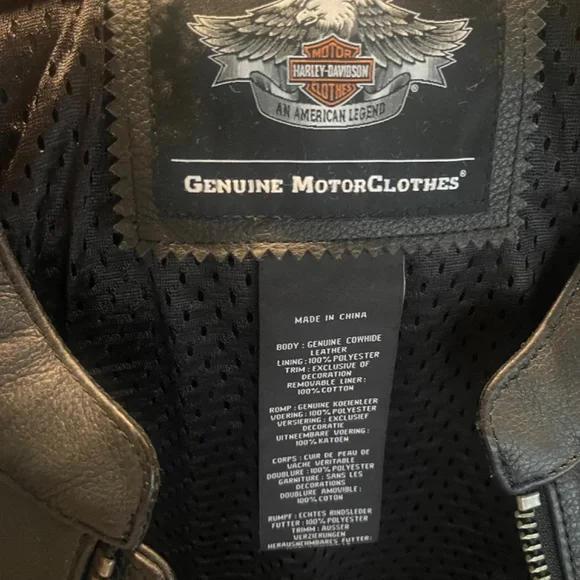 MOTOR
HARLEY-DAVIDSON
CLOTHES
AN AMERICAN LEGEND
GENUINE MOTORCLOTHES®
MADE IN CHINA
BODY : GENUINE COWHIDE
LEATHER
LINING : 100% POLYESTER
TRIM : EXCLUSIVE OF
DECORATION
REMOVABLE LINER :
100% COTTON
ROMP : GENUINE KOEIENLEER
VOERING : 100% POLYESTER
VERSIERING : EXCLUSIEF
DECORATIC
UITNEEMBARE VOERING :
100% KATOEN
CORPS : CUIR DE PEAU DE
VACHE VERITABLE
DOUBLURE : 100% POLYESTER
GARNITURE : SANS LES
DECORATIONS
DOUBLURE AMOVIBLE :
100% COTON
RUMPF : ECHTES RINDSLEDER
FUTTER : 100% POLYESTER
TRIMM : AUSSER
VERZIERUNGEN
HERAUSNEHMBARES FUTTER :